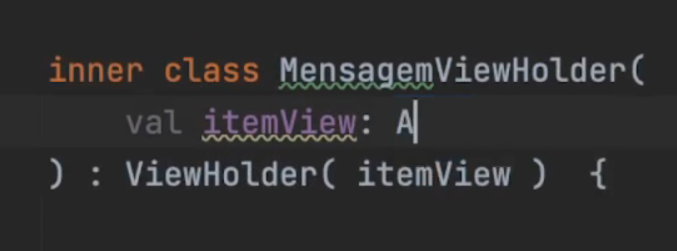 inner class MensagemViewHolder(
val itemView: A
) : ViewHolder( itemView ) {